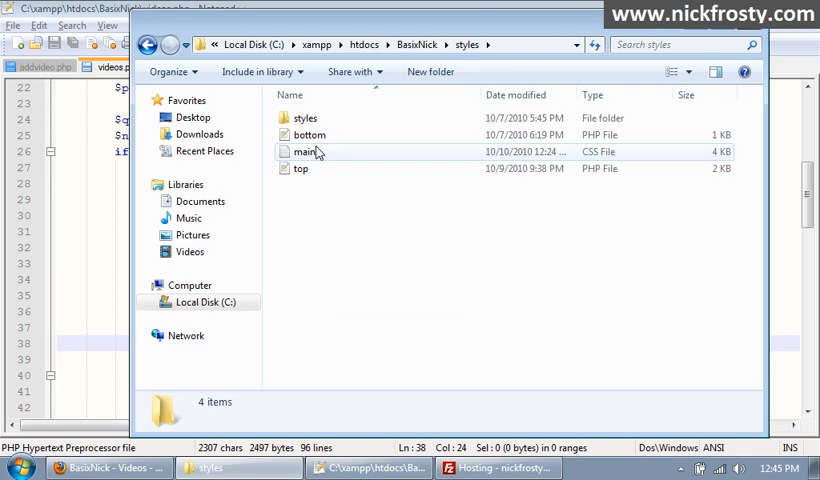 C:\xampp\htdocs\BasixNick\videos.php - Notepad++
www.nickfrosty.com
File Edit Search View
Local Disk (C:) xampp htdocs BasixNick styles
Search styles
addvideo.php videos.p
Organize Include in library Share with New folder
Name Date modified Type Size
Favorites
Desktop
Downloads
Recent Places
Libraries
Documents
Music
Pictures
Videos
Computer
Local Disk (C:)
Network
styles 10/7/2010 5:45 PM File folder
bottom 10/7/2010 6:19 PM PHP File 1 KB
main 10/10/2010 12:24 ... CSS File 4 KB
top 10/9/2010 9:38 PM PHP File 2 KB
22 $p
23
24 $q
25 $n
26 if
27
28
29
30
31
32
33
34
35
36
37
38
39
40
41
42
4 items
PHP Hypertext Preprocessor file 2307 chars 2497 bytes 96 lines Ln : 38 Col : 24 Sel : 0 (0 bytes) in 0 ranges Dos\Windows ANSI INS
BasixNick - Videos - ... styles C:\xampp\htdocs\Ba... Hosting - nickfrosty... 12:45 PM